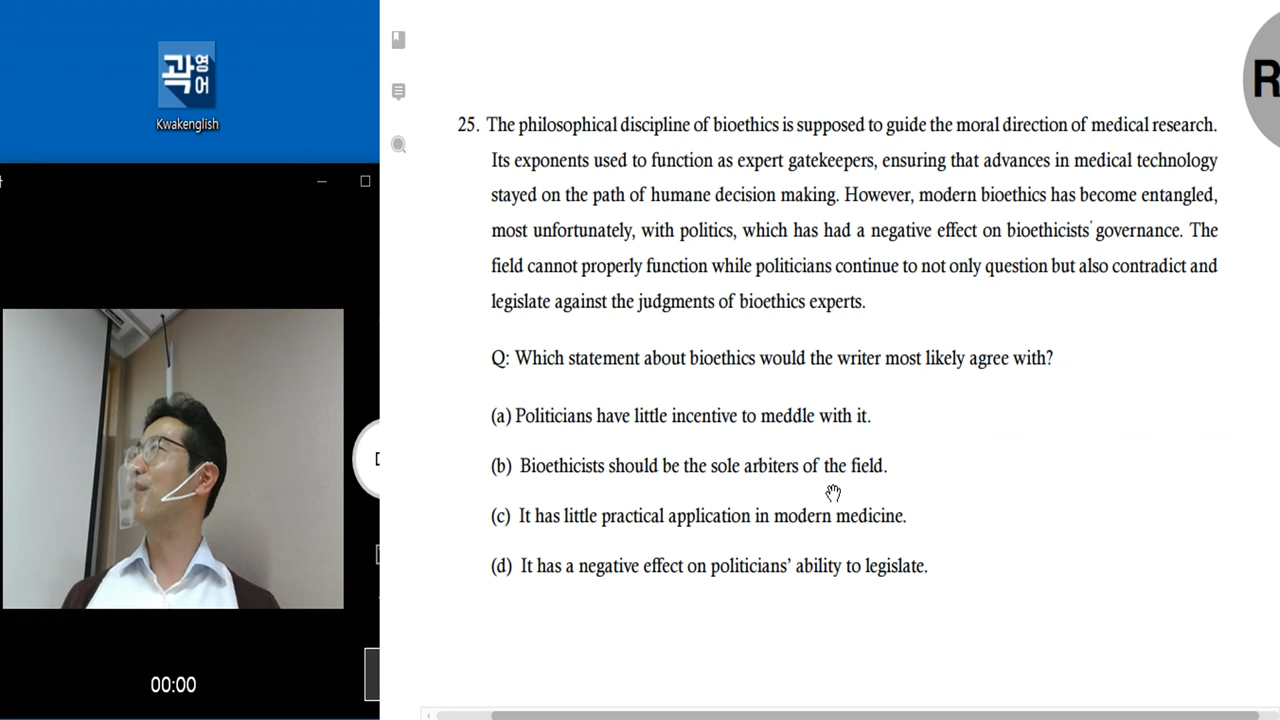 곽영어
Kwakenglish
R
25. The philosophical discipline of bioethics is supposed to guide the moral direction of medical research.
Its exponents used to function as expert gatekeepers, ensuring that advances in medical technology
stayed on the path of humane decision making. However, modern bioethics has become entangled,
most unfortunately, with politics, which has had a negative effect on bioethicists' governance. The
field cannot properly function while politicians continue to not only question but also contradict and
legislate against the judgments of bioethics experts.
Q: Which statement about bioethics would the writer most likely agree with?
(a) Politicians have little incentive to meddle with it.
(b) Bioethicists should be the sole arbiters of the field.
(c) It has little practical application in modern medicine.
(d) It has a negative effect on politicians' ability to legislate.
00:00